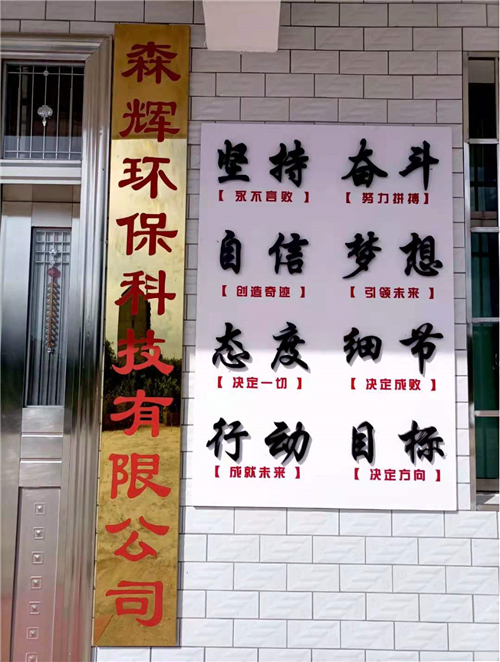 森辉环保科技有限公司
坚持 奋斗
【永不言败】 【努力拼搏】
自信 梦想
【创造奇迹】 【引领未来】
态度 细节
【决定一切】 【决定成败】
行动 目标
【成就未来】 【决定方向】